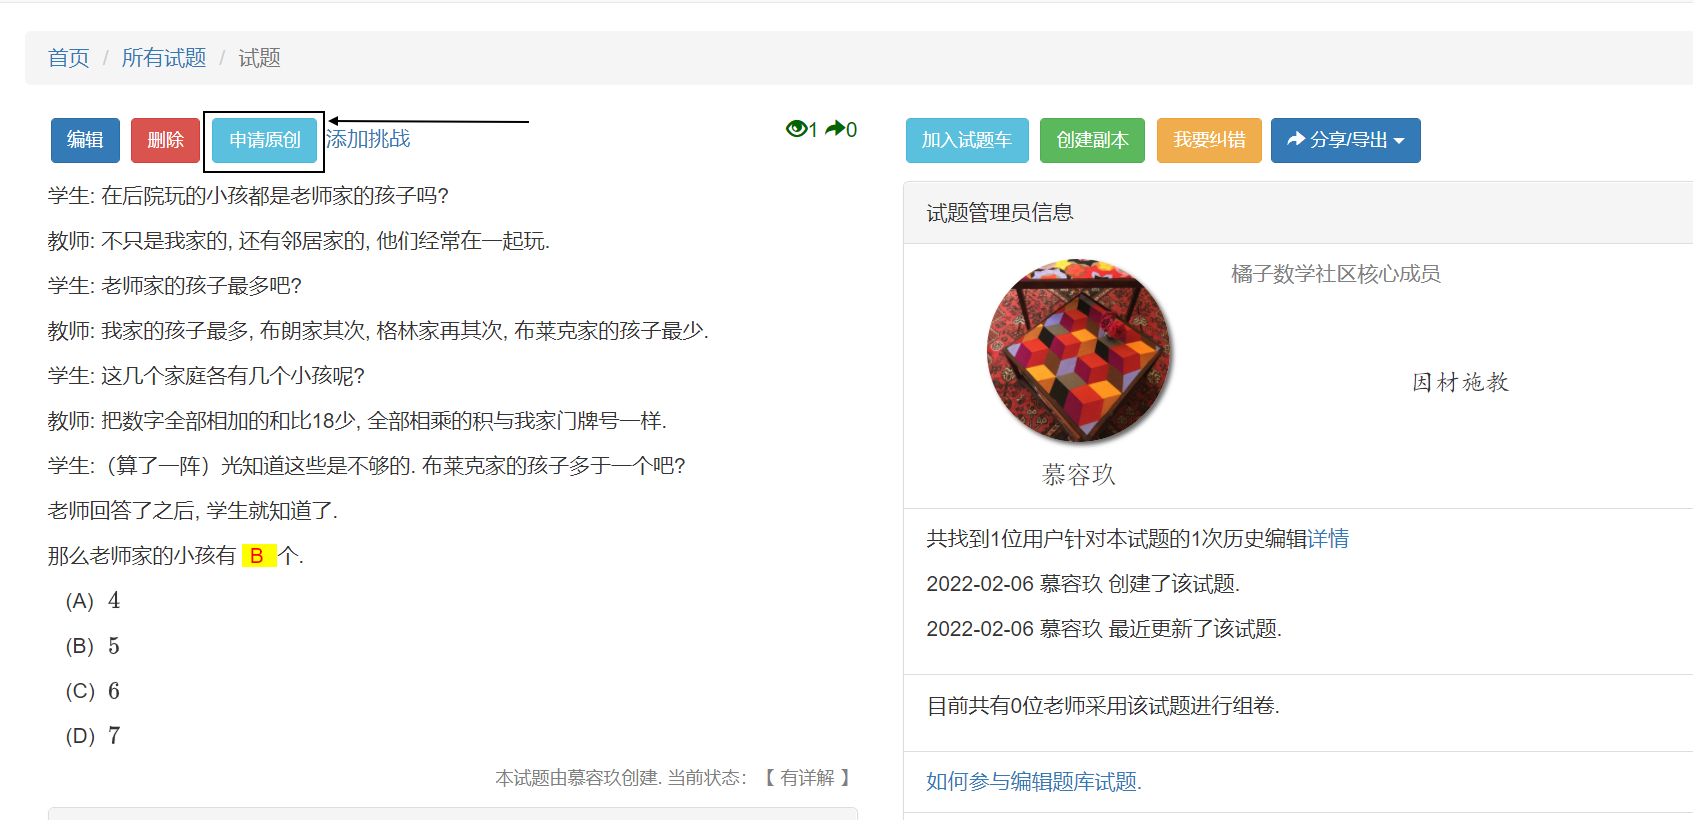 首页 / 所有试题 / 试题
编辑 删除 申请原创 添加挑战 1 0
学生: 在后院玩的小孩都是老师家的孩子吗?
教师: 不只是我家的, 还有邻居家的, 他们经常在一起玩.
学生: 老师家的孩子最多吧?
教师: 我家的孩子最多, 布朗家其次, 格林家再其次, 布莱克家的孩子最少.
学生: 这几个家庭各有几个小孩呢?
教师: 把数字全部相加的和比18少, 全部相乘的积与我家门牌号一样.
学生:（算了一阵）光知道这些是不够的. 布莱克家的孩子多于一个吧?
老师回答了之后, 学生就知道了.
那么老师家的小孩有 B 个.
(A) 4
(B) 5
(C) 6
(D) 7
本试题由慕容玖创建. 当前状态: 【 有详解 】
加入试题车 创建副本 我要纠错 分享/导出
试题管理员信息
橘子数学社区核心成员
因材施教
慕容玖
共找到1位用户针对本试题的1次历史编辑详情
2022-02-06 慕容玖 创建了该试题.
2022-02-06 慕容玖 最近更新了该试题.
目前共有0位老师采用该试题进行组卷.
如何参与编辑题库试题.